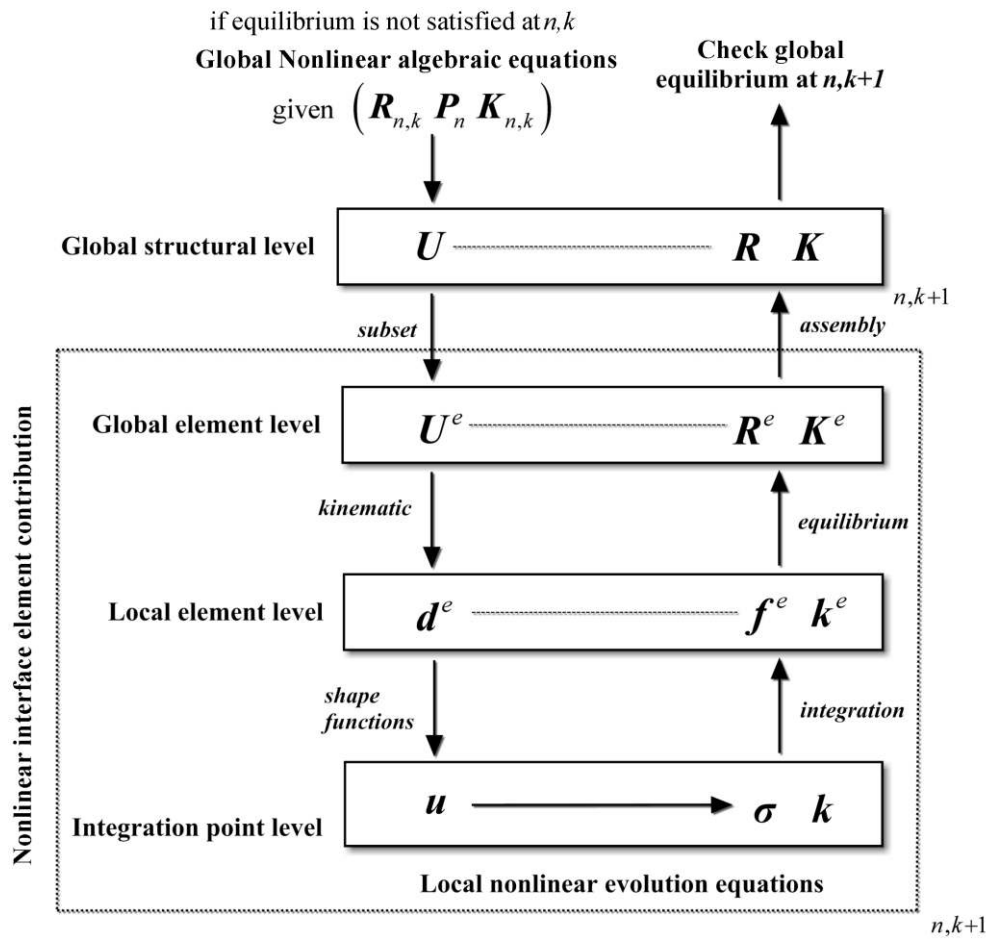 if equilibrium is not satisfied at n,k
Global Nonlinear algebraic equations
given (R_{n,k} P_n K_{n,k})
Check global
equilibrium at n,k+1
Global structural level
U R K
n,k+1
subset
assembly
Nonlinear interface element contribution
Global element level
U^e R^e K^e
kinematic
equilibrium
Local element level
d^e f^e k^e
shape
functions
integration
Integration point level
u σ k
Local nonlinear evolution equations
n,k+1